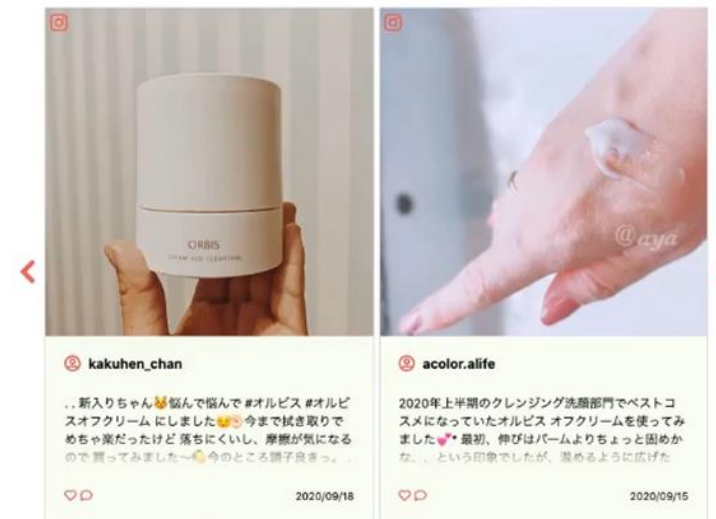 ORBIS
CREAM FOR CLEANSING
@aya
kakuhen_chan
. . 新入りちゃん😺悩んで悩んで #オルビス #オルビ
スオフクリーム にしました😆✊🏻今まで拭き取りで
めちゃ楽だったけど 落ちにくいし、摩擦が気になる
ので 買ってみました〜👏今のところ調子良きっ。 .
2020/09/18
acolor.alife
2020年上半期のクレンジング洗顔部門でベストコ
スメになっていたオルビス オフクリームを使ってみ
ました💕* 最初、伸びはバームよりちょっと固めか
な、、という印象でしたが、温めるように広げた
2020/09/15